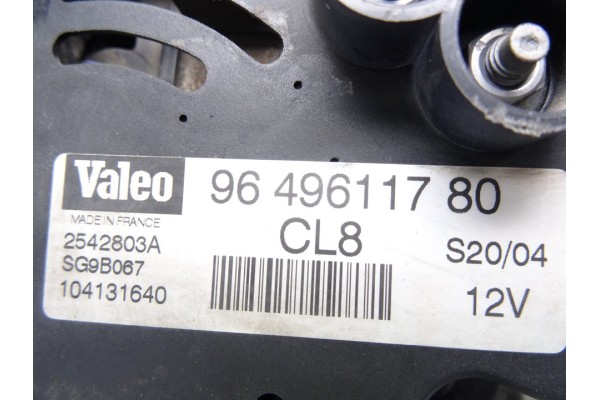 Valeo 96 496117 80
MADE IN FRANCE CL8
2542803A S20/04
SG9B067
104131640 12V